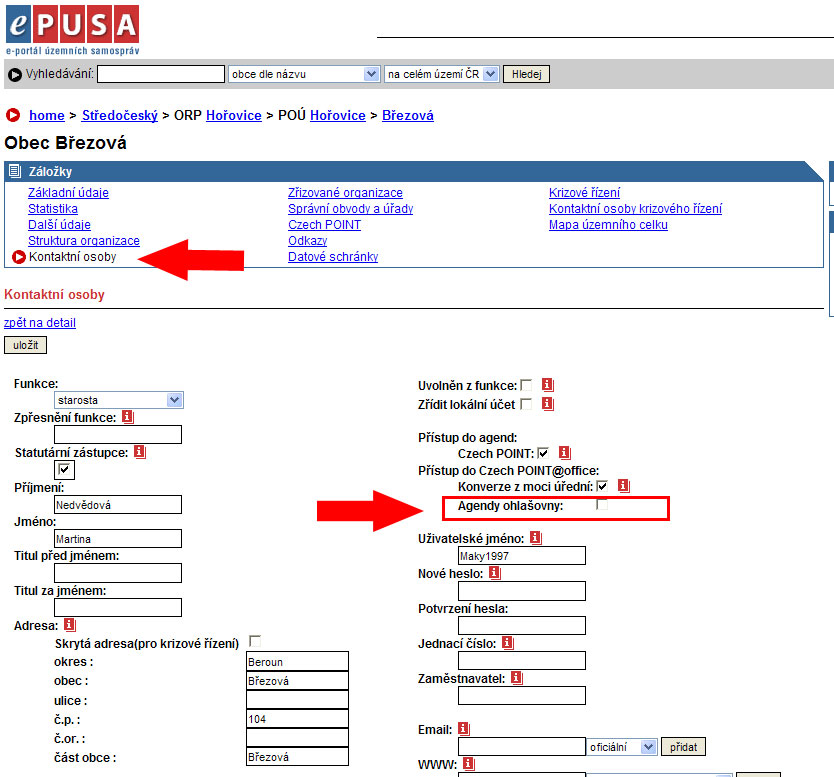 ePUSA
e-portál územních samospráv
Vyhledávání: obce dle názvu na celém území ČR Hledej
home > Středočeský > ORP Hořovice > POÚ Hořovice > Březová
Obec Březová
Záložky
Základní údaje
Statistika
Další údaje
Struktura organizace
Kontaktní osoby
Zřizované organizace
Správní obvody a úřady
Czech POINT
Odkazy
Datové schránky
Krizové řízení
Kontaktní osoby krizového řízení
Mapa územního celku
Kontaktní osoby
zpět na detail
uložit
Funkce:
starosta
Zpřesnění funkce:
Statutární zástupce:
Příjmení:
Nedvědová
Jméno:
Martina
Titul před jménem:
Titul za jménem:
Adresa:
Skrytá adresa(pro krizové řízení)
okres : Beroun
obec : Březová
ulice :
č.p. : 104
č.or. :
část obce : Březová
Uvolněn z funkce:
Zřídit lokální účet
Přístup do agend:
Czech POINT:
Přístup do Czech POINT@office:
Konverze z moci úřední:
Agendy ohlašovny:
Uživatelské jméno:
Maky1997
Nové heslo:
Potvrzení hesla:
Jednací číslo:
Zaměstnavatel:
Email:
oficiální přidat
WWW: